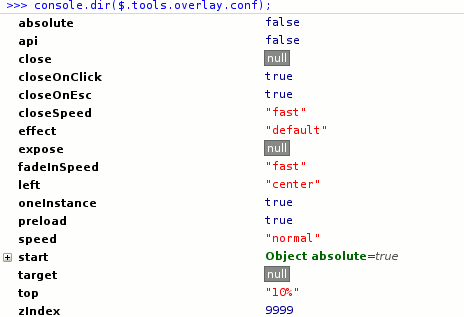 >>> console.dir($.tools.overlay.conf);
absolute false
api false
close null
closeOnClick true
closeOnEsc true
closeSpeed "fast"
effect "default"
expose null
fadeInSpeed "fast"
left "center"
oneInstance true
preload true
speed "normal"
start Object absolute=true
target null
top "10%"
zIndex 9999